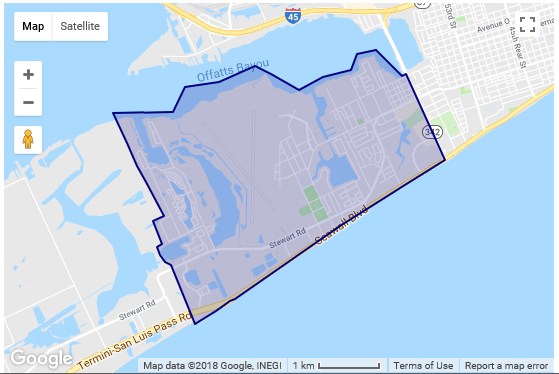 Map
Satellite
45
53rd St
Avenue O
45th Rear St
Offatts Bayou
342
Seawall Blvd
Stewart Rd
Stewart Rd
Termini-San Luis Pass Rd
Google
Map data ©2018 Google, INEGI
1 km
Terms of Use
Report a map error